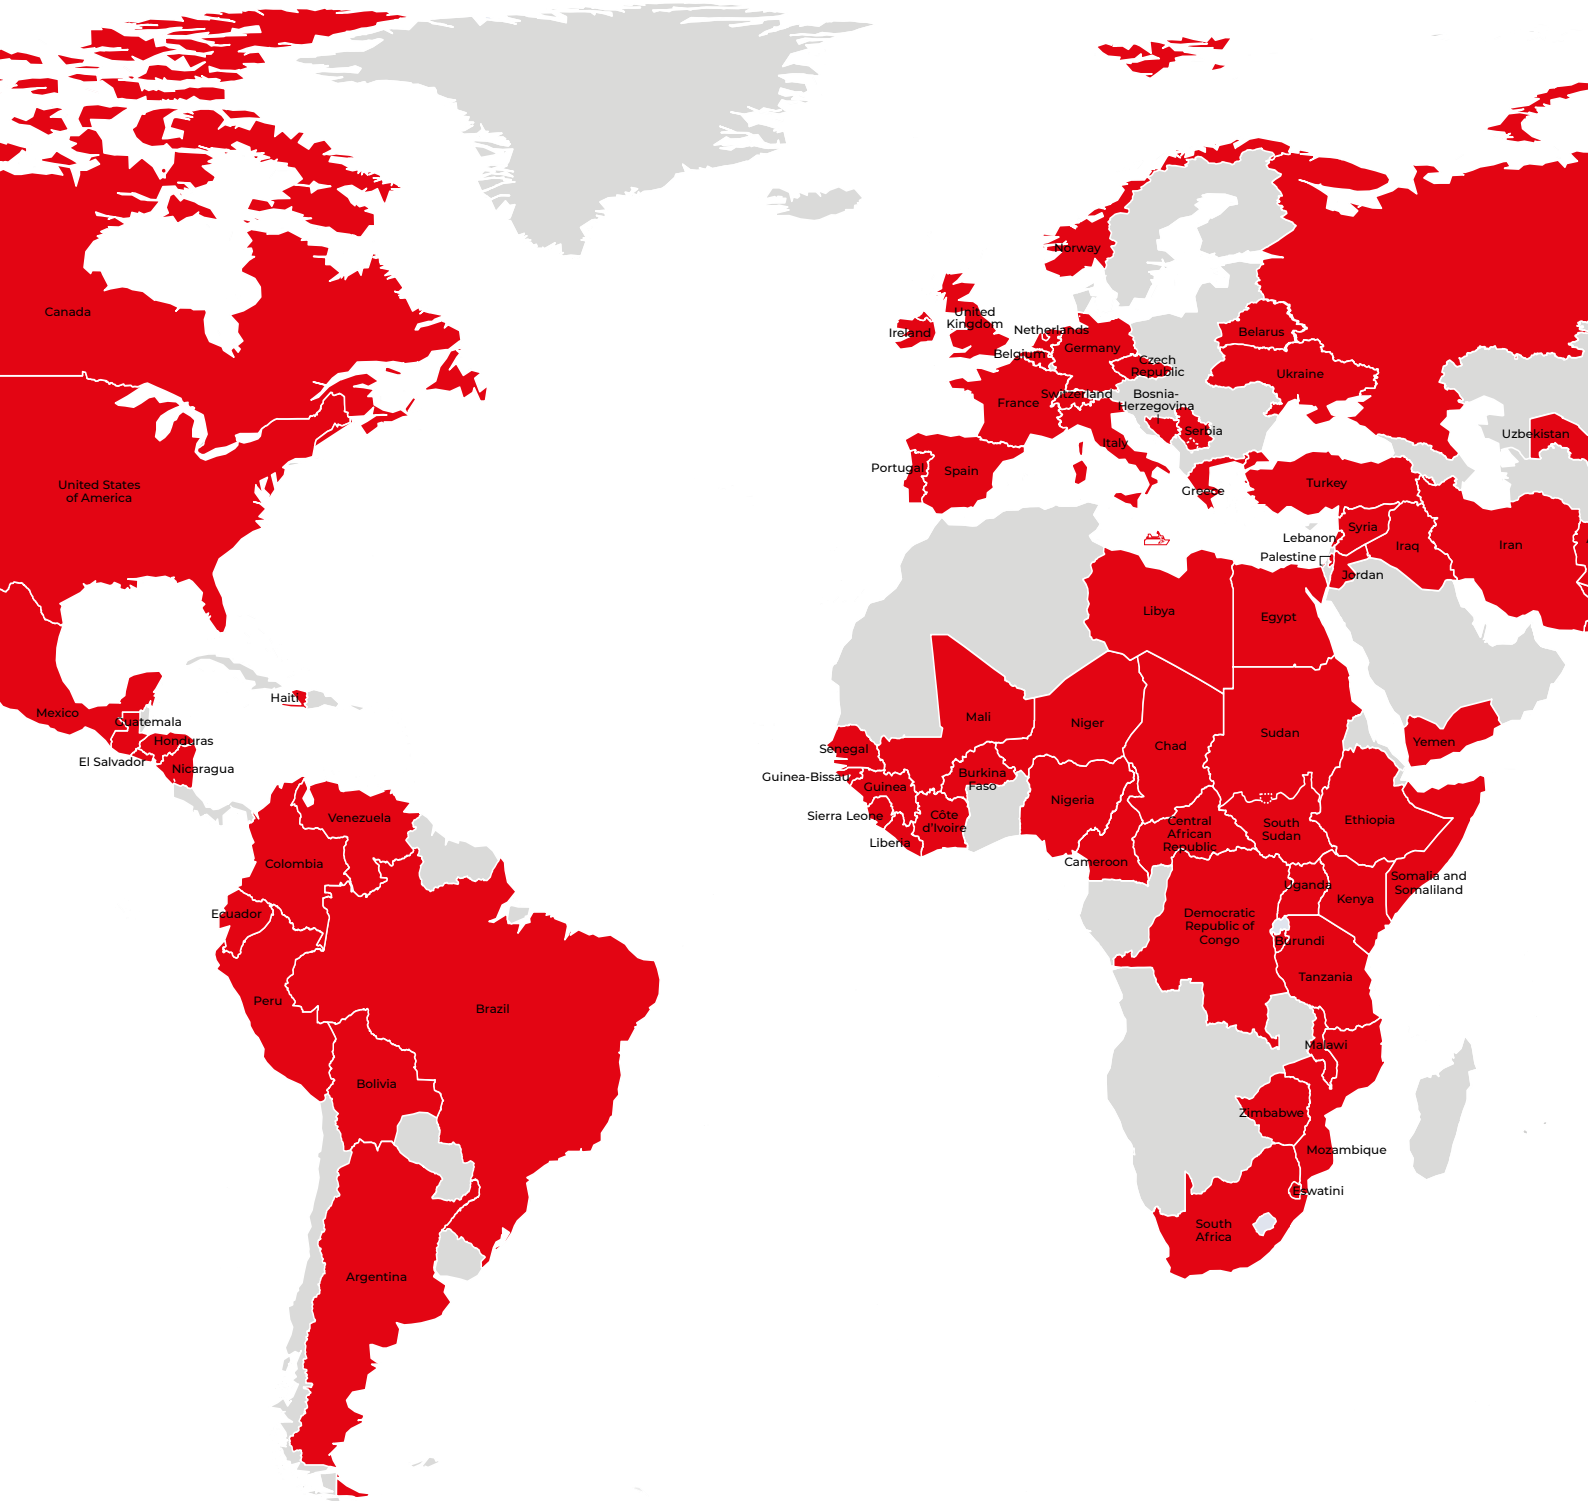 Canada
United States
of America
Mexico
Guatemala
Honduras
El Salvador
Nicaragua
Haiti
Venezuela
Colombia
Ecuador
Peru
Brazil
Bolivia
Argentina
Norway
Ireland
United
Kingdom
Netherlands
Belgium
Germany
Czech
Republic
Belarus
Ukraine
France
Switzerland
Bosnia-
Herzegovina
Serbia
Italy
Portugal
Spain
Greece
Turkey
Uzbekistan
Syria
Lebanon
Iraq
Iran
Palestine
Jordan
Libya
Egypt
Mali
Niger
Chad
Sudan
Yemen
Senegal
Guinea-Bissau
Guinea
Burkina
Faso
Sierra Leone
Côte
d'Ivoire
Liberia
Nigeria
Cameroon
Central
African
Republic
South
Sudan
Ethiopia
Somalia and
Somaliland
Uganda
Kenya
Democratic
Republic of
Congo
Burundi
Tanzania
Malawi
Zimbabwe
Mozambique
Eswatini
South
Africa